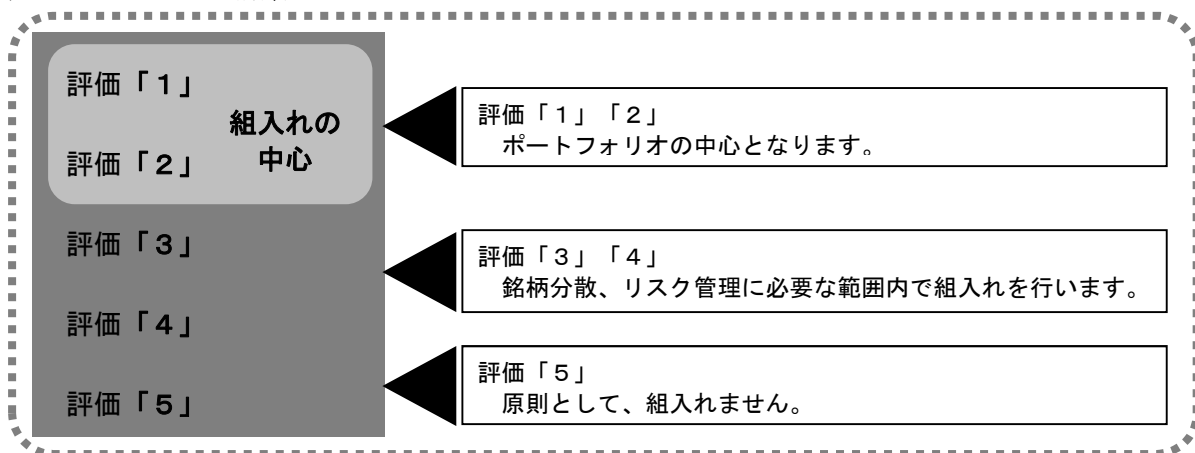 評価「１」
組入れの
中心
評価「２」
評価「３」
評価「４」
評価「５」
評価「１」「２」
ポートフォリオの中心となります。
評価「３」「４」
銘柄分散、リスク管理に必要な範囲内で組入れを行います。
評価「５」
原則として、組入れません。